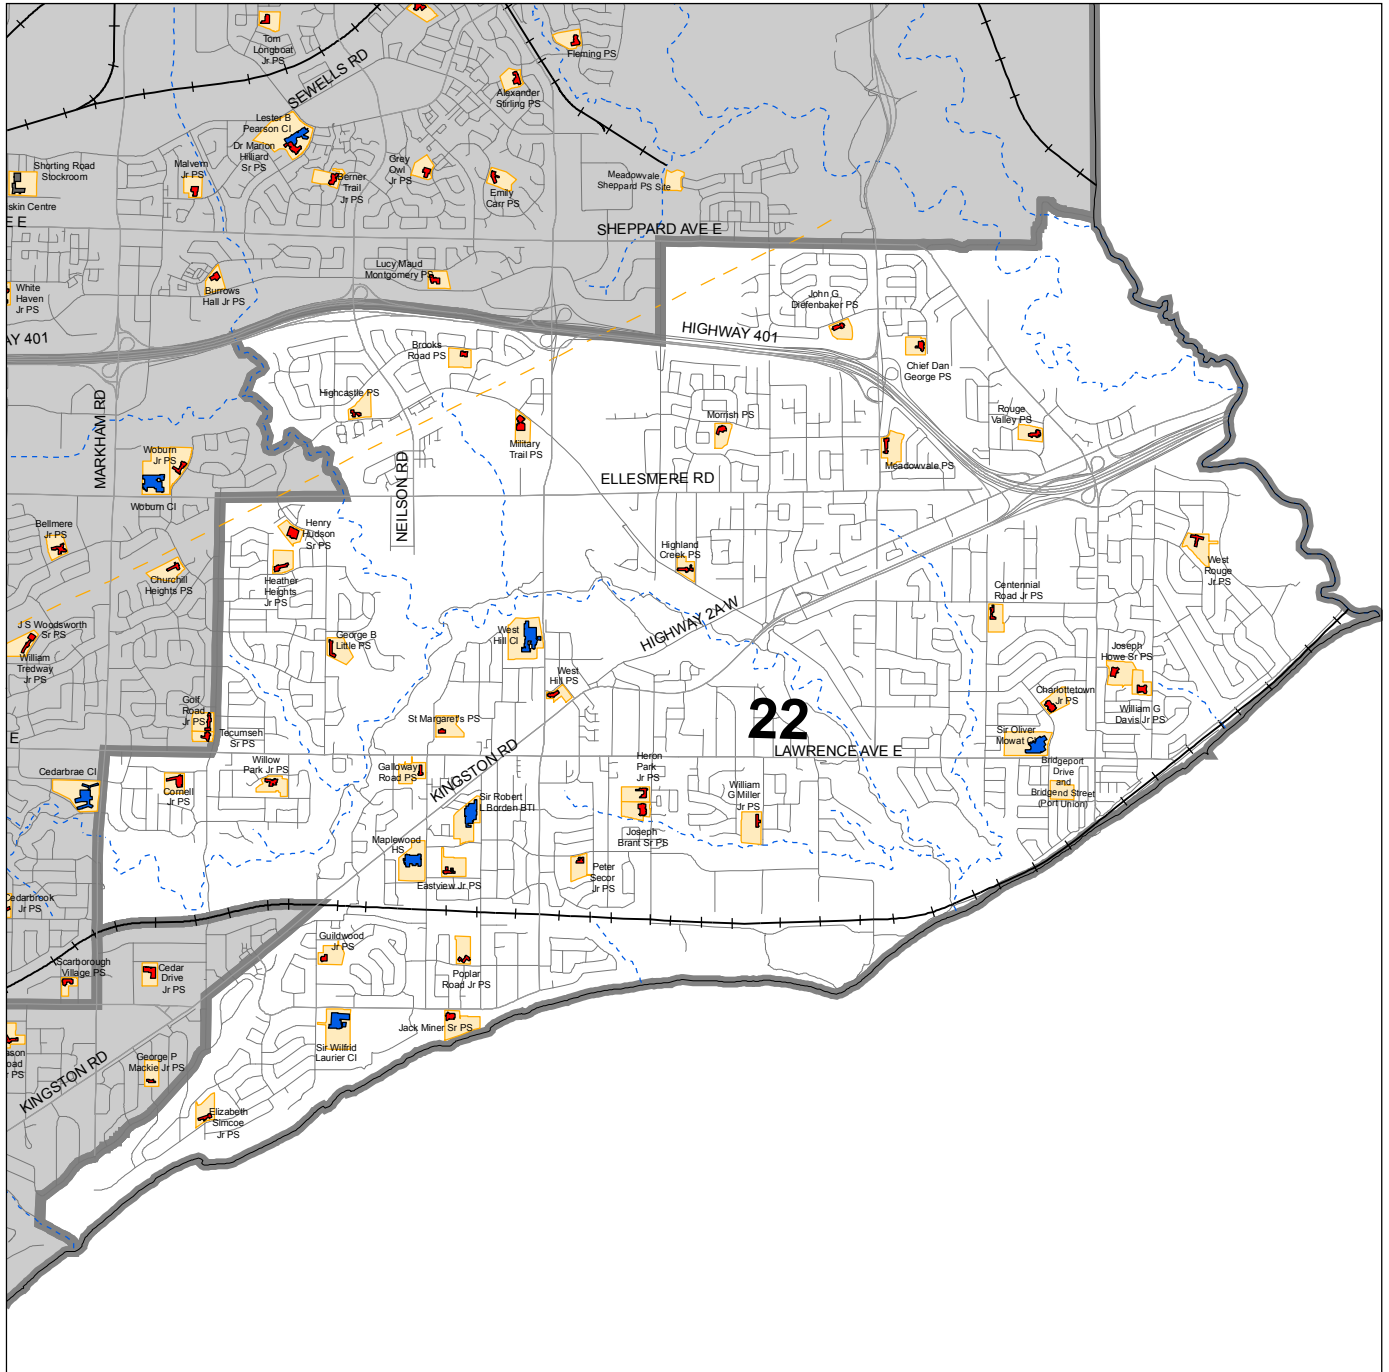 Tom
Longboat
Jr PS
Fleming PS
SEWELLS RD
Alexander
Stirling PS
Lester B
Pearson CI
Dr Marion
Hilliard
Sr PS
Shorting Road
Stockroom
Malvern
Jr PS
Berner
Trail
Jr PS
Grey
Owl
Jr PS
Emily
Carr PS
Meadowvale
Sheppard PS Site
skin Centre
E E
SHEPPARD AVE E
Lucy Maud
Montgomery PS
Burrows
Hall Jr PS
White
Haven
Jr PS
John G
Diefenbaker PS
HIGHWAY 401
AY 401
Brooks
Road PS
Chief Dan
George PS
Highcastle PS
MARKHAM RD
Military
Trail PS
Morrish PS
Rouge
Valley PS
Woburn
Jr PS
Meadowvale PS
NEILSON RD
ELLESMERE RD
Woburn CI
Bellmere
Jr PS
Henry
Hudson
Sr PS
Highland
Creek PS
West
Rouge
Jr PS
Churchill
Heights PS
Heather
Heights
Jr PS
Centennial
Road Jr PS
HIGHWAY 2A W
J S Woodsworth
Sr PS
George B
Little PS
West
Hill CI
William
Tredway
Jr PS
Joseph
Howe Sr PS
West
Hill PS
Charlottetown
Jr PS
William G
Davis Jr PS
Golf
Road
Jr PS
Tecumseh
Sr PS
St Margaret's PS
22
Sir Oliver
Mowat CI
E
LAWRENCE AVE E
Cedarbrae CI
Willow
Park Jr PS
Galloway
Road PS
KINGSTON RD
Heron
Park
Jr PS
Bridgeport
Drive
and
Bridgend Street
(Port Union)
Cornell
Jr PS
Sir Robert
L Borden BTI
William
G Miller
Jr PS
Maplewood
HS
Joseph
Brant Sr PS
Eastview Jr PS
Peter
Secor
Jr PS
Cedarbrook
Jr PS
Guildwood
Jr PS
Scarborough
Village PS
Cedar
Drive
Jr PS
Poplar
Road Jr PS
Jack Miner Sr PS
Sir Wilfrid
Laurier CI
ason
oad
r PS
KINGSTON RD
George P
Mackie Jr PS
Elizabeth
Simcoe
Jr PS